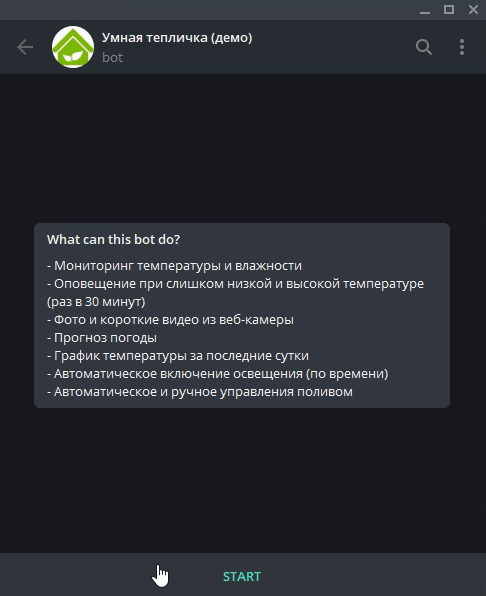 Умная тепличка (демо)
bot
What can this bot do?
- Мониторинг температуры и влажности
- Оповещение при слишком низкой и высокой температуре
(раз в 30 минут)
- Фото и короткие видео из веб-камеры
- Прогноз погоды
- График температуры за последние сутки
- Автоматическое включение освещения (по времени)
- Автоматическое и ручное управления поливом
START